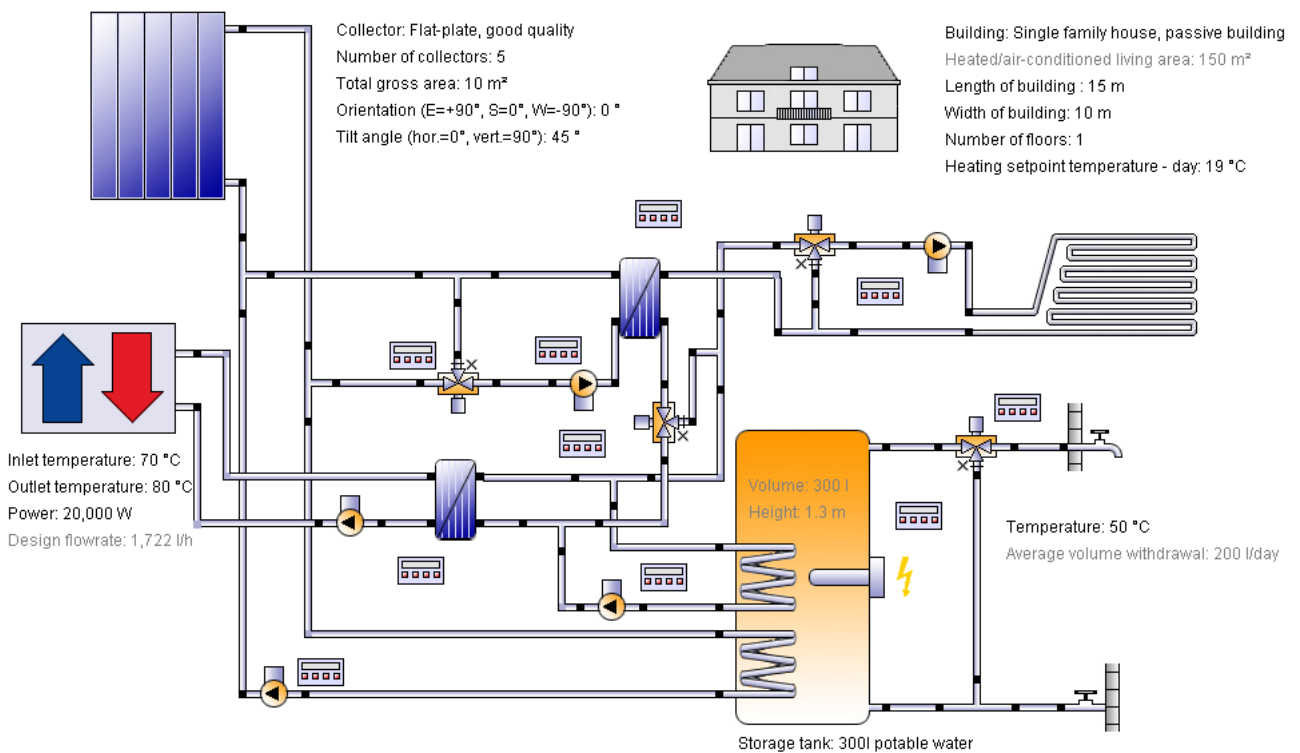 Collector: Flat-plate, good quality
Number of collectors: 5
Total gross area: 10 m²
Orientation (E=+90°, S=0°, W=-90°): 0 °
Tilt angle (hor.=0°, vert.=90°): 45 °
Building: Single family house, passive building
Heated/air-conditioned living area: 150 m²
Length of building : 15 m
Width of building: 10 m
Number of floors: 1
Heating setpoint temperature - day: 19 °C
Inlet temperature: 70 °C
Outlet temperature: 80 °C
Power: 20,000 W
Design flowrate: 1,722 l/h
Volume: 300 l
Height: 1.3 m
Temperature: 50 °C
Average volume withdrawal: 200 l/day
Storage tank: 300l potable water